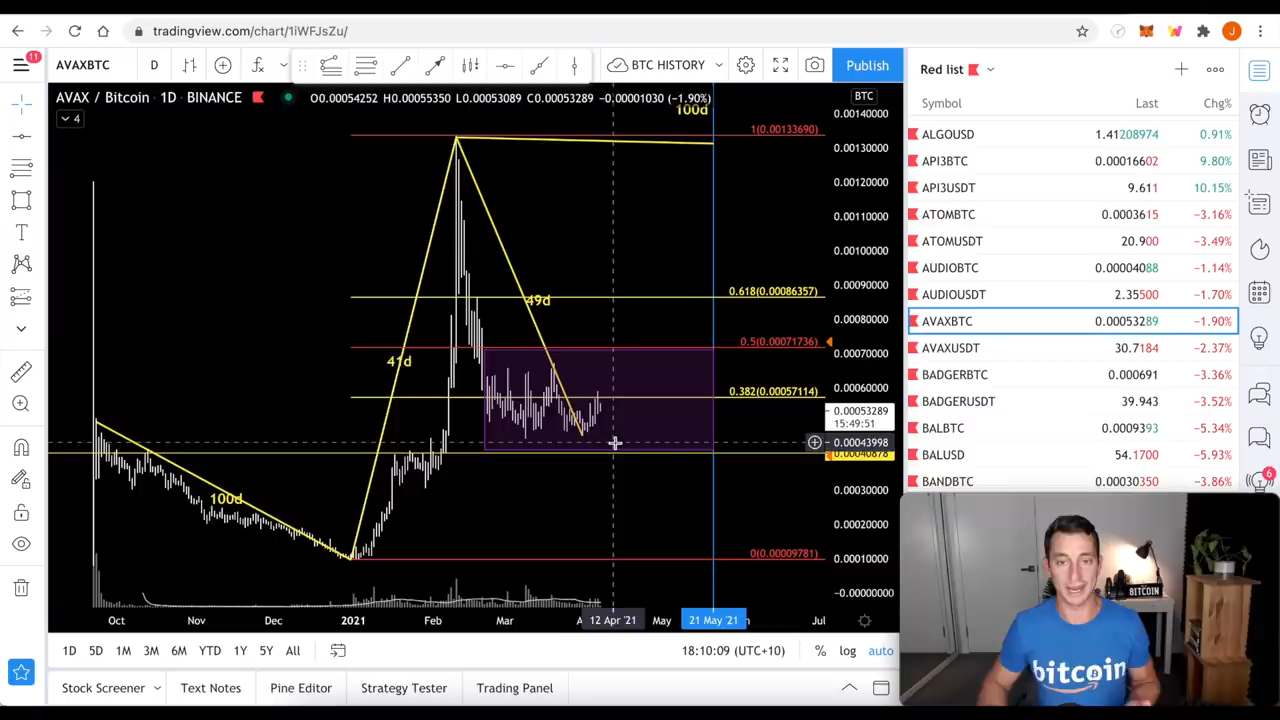 tradingview.com/chart/1iWFJsZu/
J
11
AVAXBTC
D
BTC HISTORY
Publish
AVAX / Bitcoin · 1D · BINANCE
O0.00054252 H0.00055350 L0.00053089 C0.00053289 −0.00001030 (−1.90%)
4
BTC
0.00140000
0.00130000
0.00120000
0.00110000
0.00100000
0.00090000
0.00080000
0.00070000
0.00060000
0.00053289
15:49:51
0.00043998
0.00040878
0.00030000
0.00020000
0.00010000
−0.00000000
100d
1(0.00133690)
0.618(0.00086357)
0.5(0.00071736)
0.382(0.00057114)
0(0.00009781)
49d
41d
100d
Oct
Nov
Dec
2021
Feb
Mar
12 Apr '21
May
21 May '21
Jul
1D 5D 1M 3M 6M YTD 1Y 5Y All
18:10:09 (UTC+10)
% log auto
Stock Screener
Text Notes
Pine Editor
Strategy Tester
Trading Panel
Red list
Symbol Last Chg%
ALGOUSD 1.41208974 0.91%
API3BTC 0.00016602 9.80%
API3USDT 9.611 10.15%
ATOMBTC 0.0003615 −3.16%
ATOMUSDT 20.900 −3.49%
AUDIOBTC 0.00004088 −1.14%
AUDIOUSDT 2.35500 −1.70%
AVAXBTC 0.00053289 −1.90%
AVAXUSDT 30.7184 −2.37%
BADGERBTC 0.000691 −3.36%
BADGERUSDT 39.943 −3.52%
BALBTC 0.0009393 −5.34%
BALUSD 54.1700 −5.93%
BANDBTC 0.00030350 −3.86%
6
BITCOIN
bitcoin